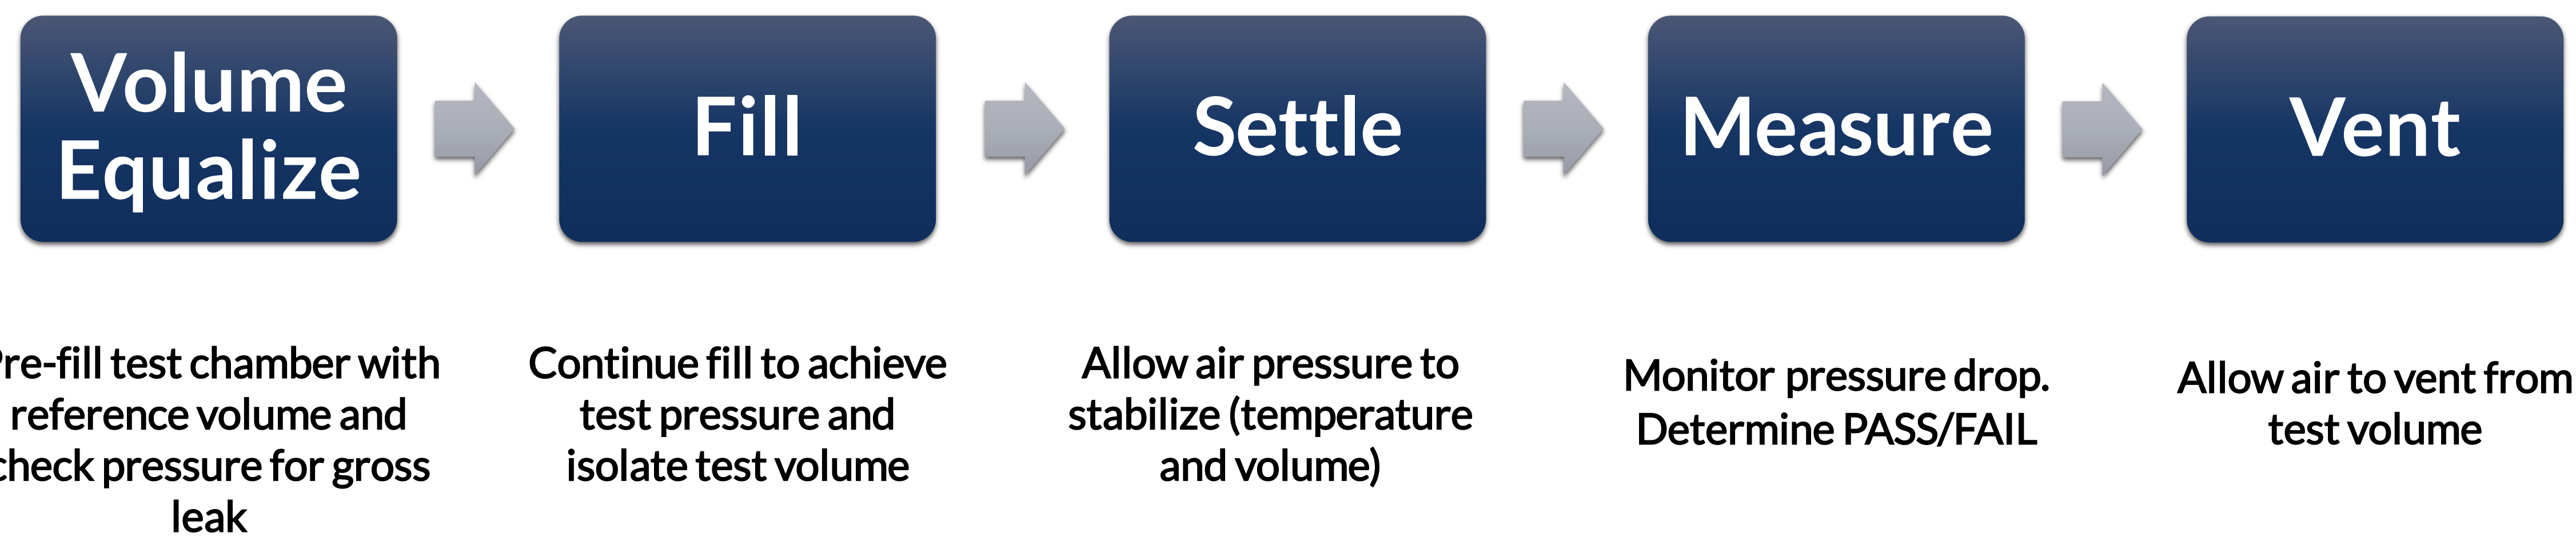 Volume
Equalize
Fill
Settle
Measure
Vent
Pre-fill test chamber with
reference volume and
check pressure for gross
leak
Continue fill to achieve
test pressure and
isolate test volume
Allow air pressure to
stabilize (temperature
and volume)
Monitor pressure drop.
Determine PASS/FAIL
Allow air to vent from
test volume